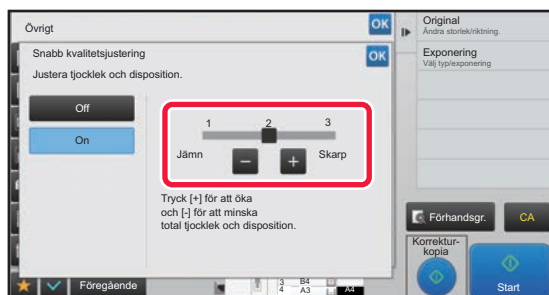 Övrigt
OK
Snabb kvalitetsjustering
OK
Justera tjocklek och disposition.
Off
On
1 2 3
Jämn
Skarp
Tryck [+] för att öka
och [-] för att minska
total tjocklek och disposition.
Föregående
3 B4
4 A3
A4
Original
Ändra storlek/riktning.
Exponering
Välj typ/exponering
Förhandsgr.
CA
Korrektur-
kopia
Start